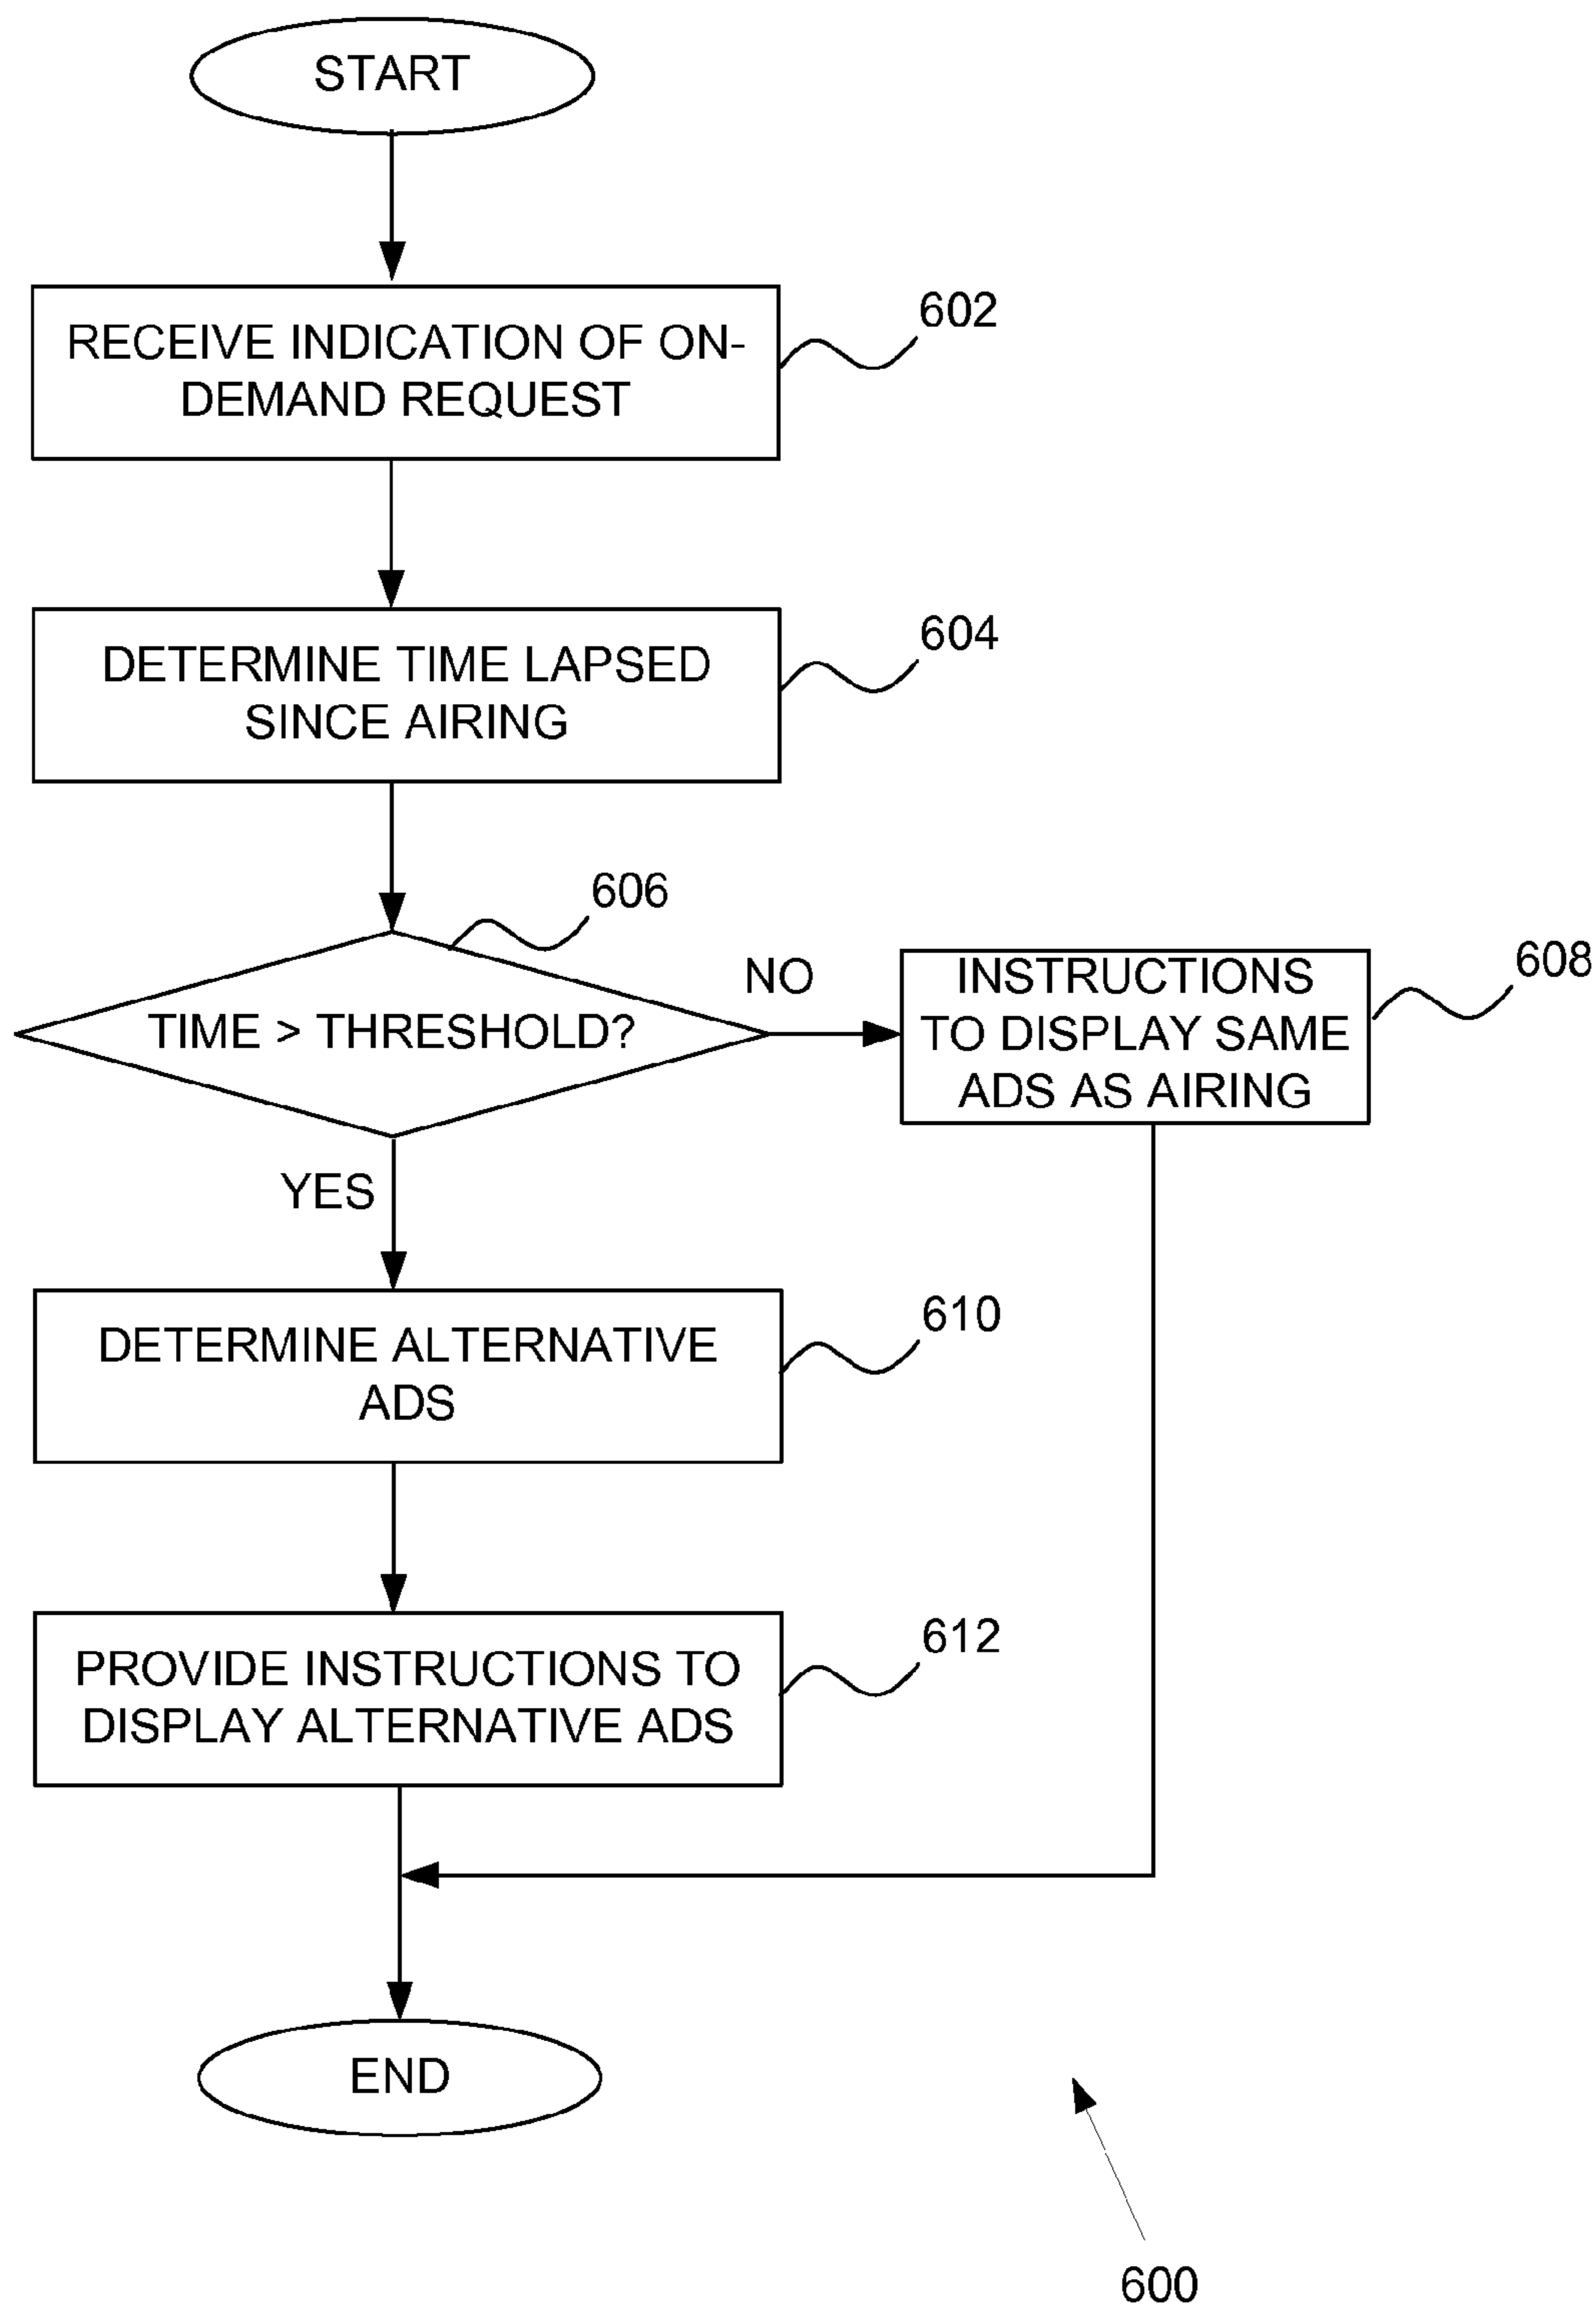 START
RECEIVE INDICATION OF ON-
DEMAND REQUEST
602
DETERMINE TIME LAPSED
SINCE AIRING
604
606
TIME > THRESHOLD?
NO
INSTRUCTIONS
TO DISPLAY SAME
ADS AS AIRING
608
YES
DETERMINE ALTERNATIVE
ADS
610
PROVIDE INSTRUCTIONS TO
DISPLAY ALTERNATIVE ADS
612
END
600